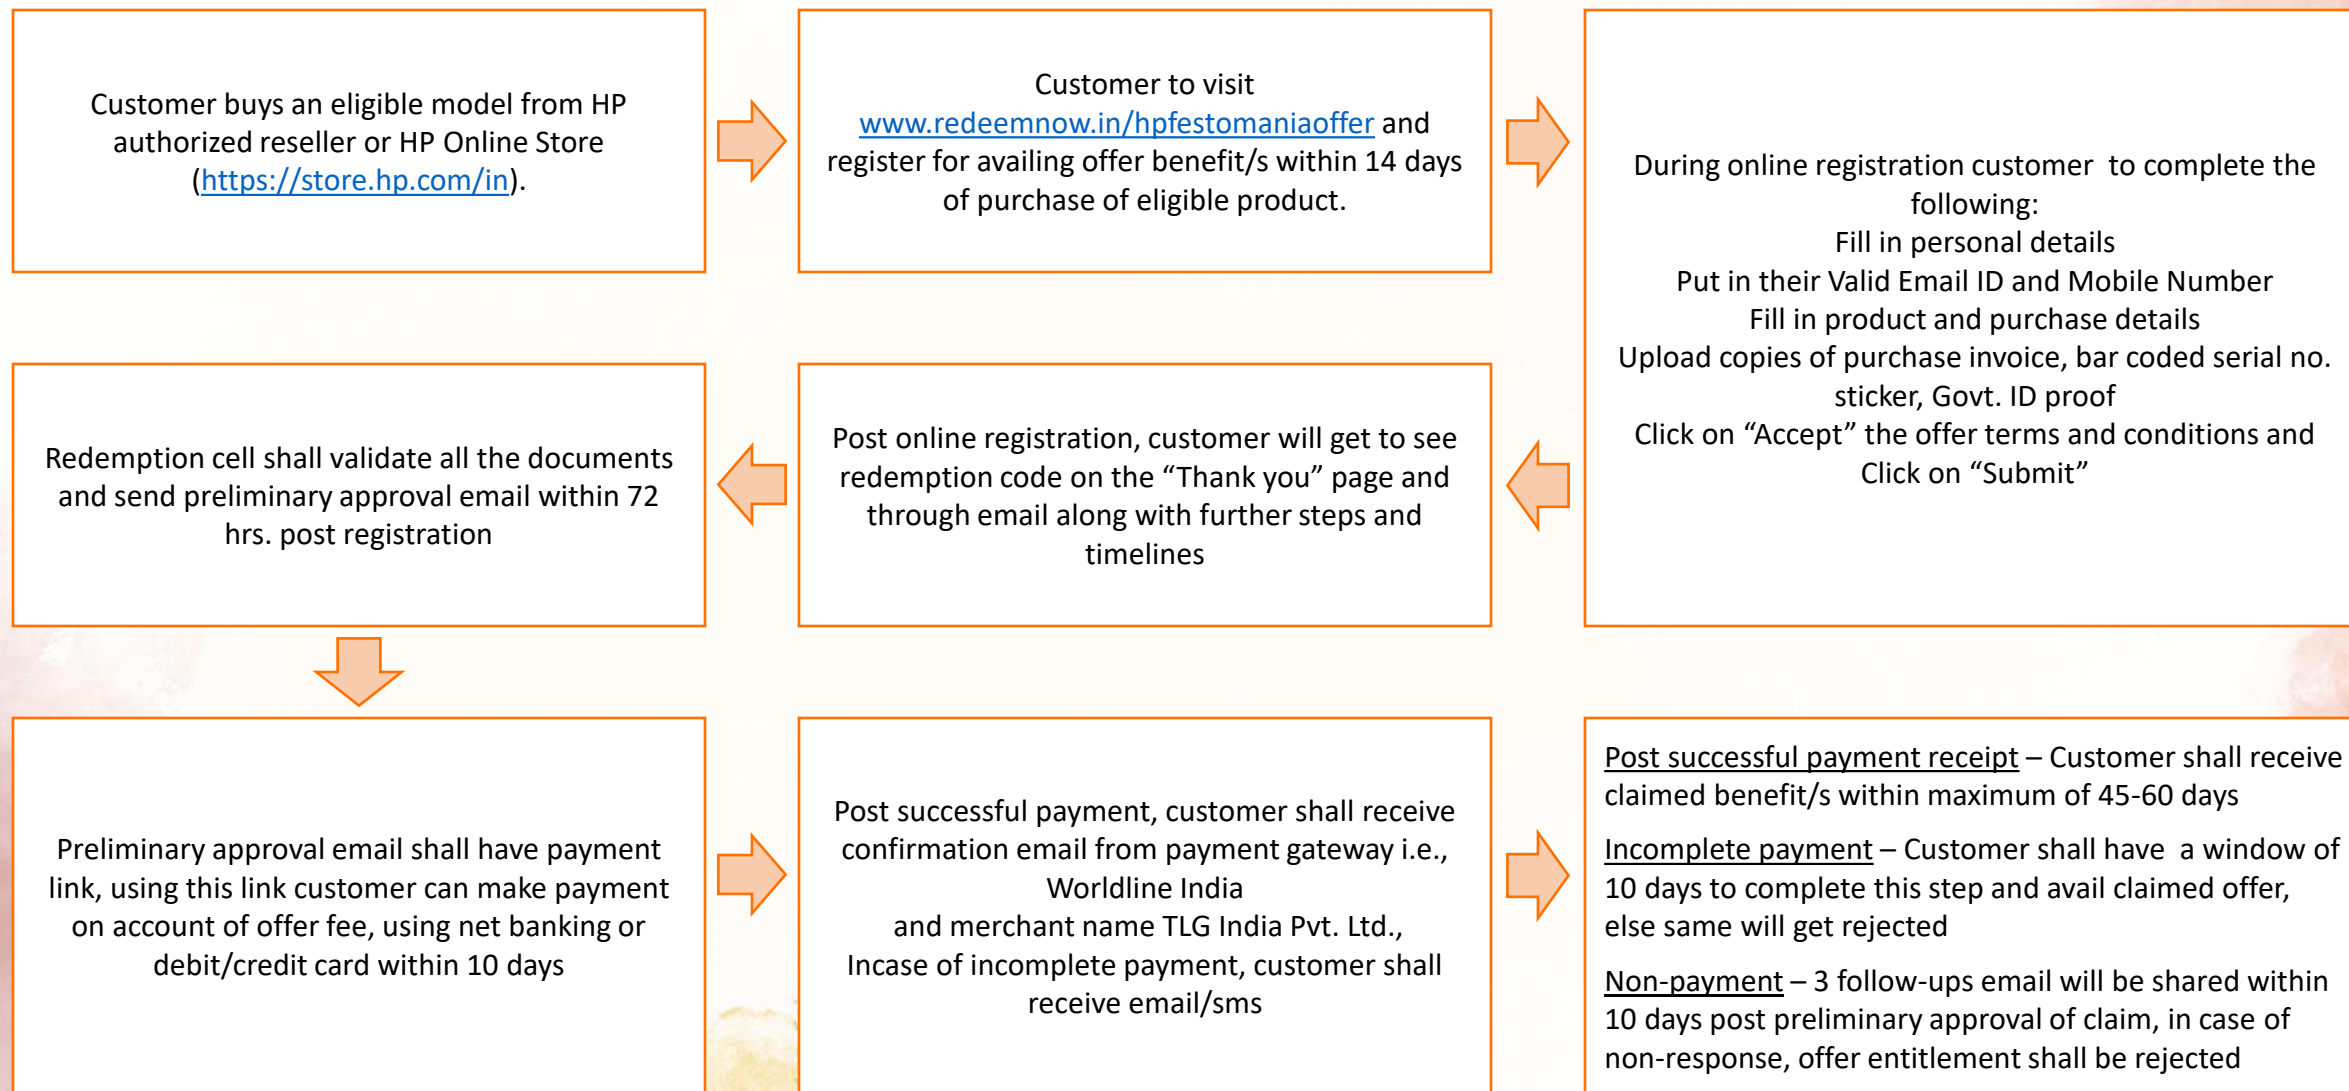 Customer buys an eligible model from HP
authorized reseller or HP Online Store
(https://store.hp.com/in).
Customer to visit
www.redeemnow.in/hpfestomaniaoffer and
register for availing offer benefit/s within 14 days
of purchase of eligible product.
During online registration customer to complete the
following:
Fill in personal details
Put in their Valid Email ID and Mobile Number
Fill in product and purchase details
Upload copies of purchase invoice, bar coded serial no.
sticker, Govt. ID proof
Click on “Accept” the offer terms and conditions and
Click on “Submit”
Post online registration, customer will get to see
redemption code on the “Thank you” page and
through email along with further steps and
timelines
Redemption cell shall validate all the documents
and send preliminary approval email within 72
hrs. post registration
Preliminary approval email shall have payment
link, using this link customer can make payment
on account of offer fee, using net banking or
debit/credit card within 10 days
Post successful payment, customer shall receive
confirmation email from payment gateway i.e.,
Worldline India
and merchant name TLG India Pvt. Ltd.,
Incase of incomplete payment, customer shall
receive email/sms
Post successful payment receipt – Customer shall receive
claimed benefit/s within maximum of 45-60 days
Incomplete payment – Customer shall have a window of
10 days to complete this step and avail claimed offer,
else same will get rejected
Non-payment – 3 follow-ups email will be shared within
10 days post preliminary approval of claim, in case of
non-response, offer entitlement shall be rejected